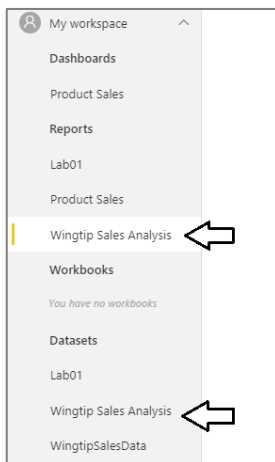 My workspace
Dashboards
Product Sales
Reports
Lab01
Product Sales
Wingtip Sales Analysis
Workbooks
You have no workbooks
Datasets
Lab01
Wingtip Sales Analysis
WingtipSalesData